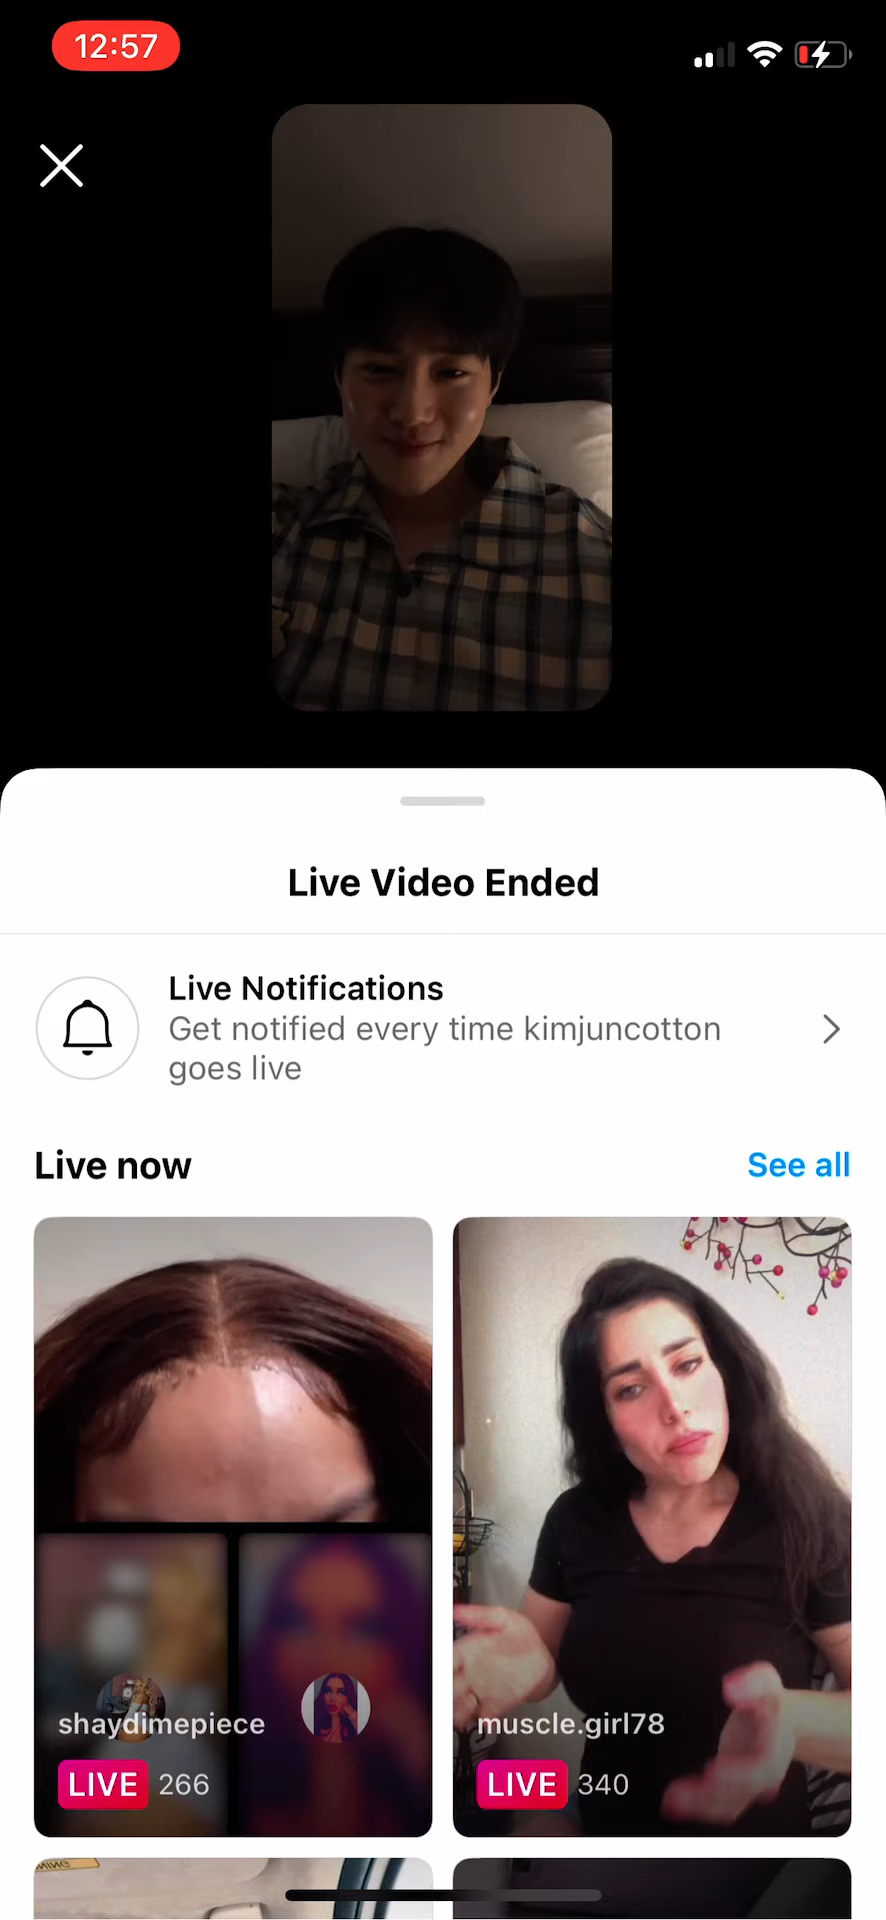 12:57
Live Video Ended
Live Notifications
Get notified every time kimjuncotton
goes live
Live now
See all
shaydimepiece
LIVE 266
muscle.girl78
LIVE 340